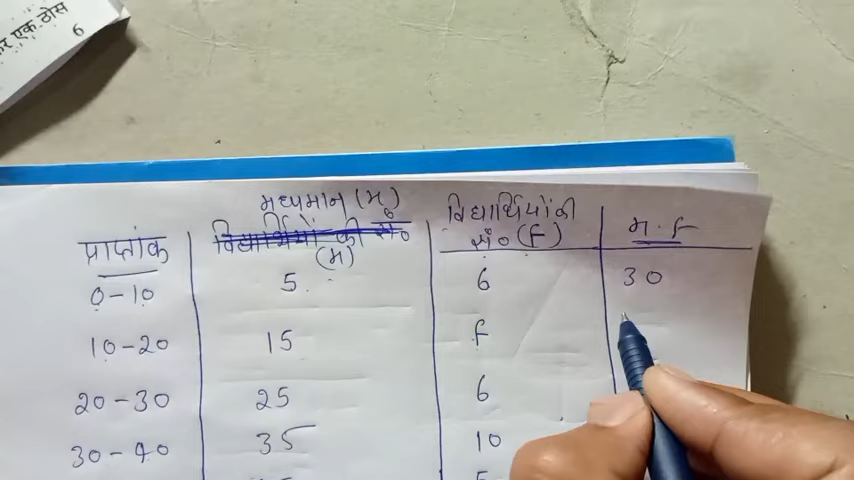 र एक ठोस
6
मध्यमान (म)
विद्यार्थियों की सं०
(म)
विद्यार्थियों की
सं० (F)
प्राप्तांक
म.f
0-10 5 6 30
10-20 15 f
20-30 25 6
30-40 35 10